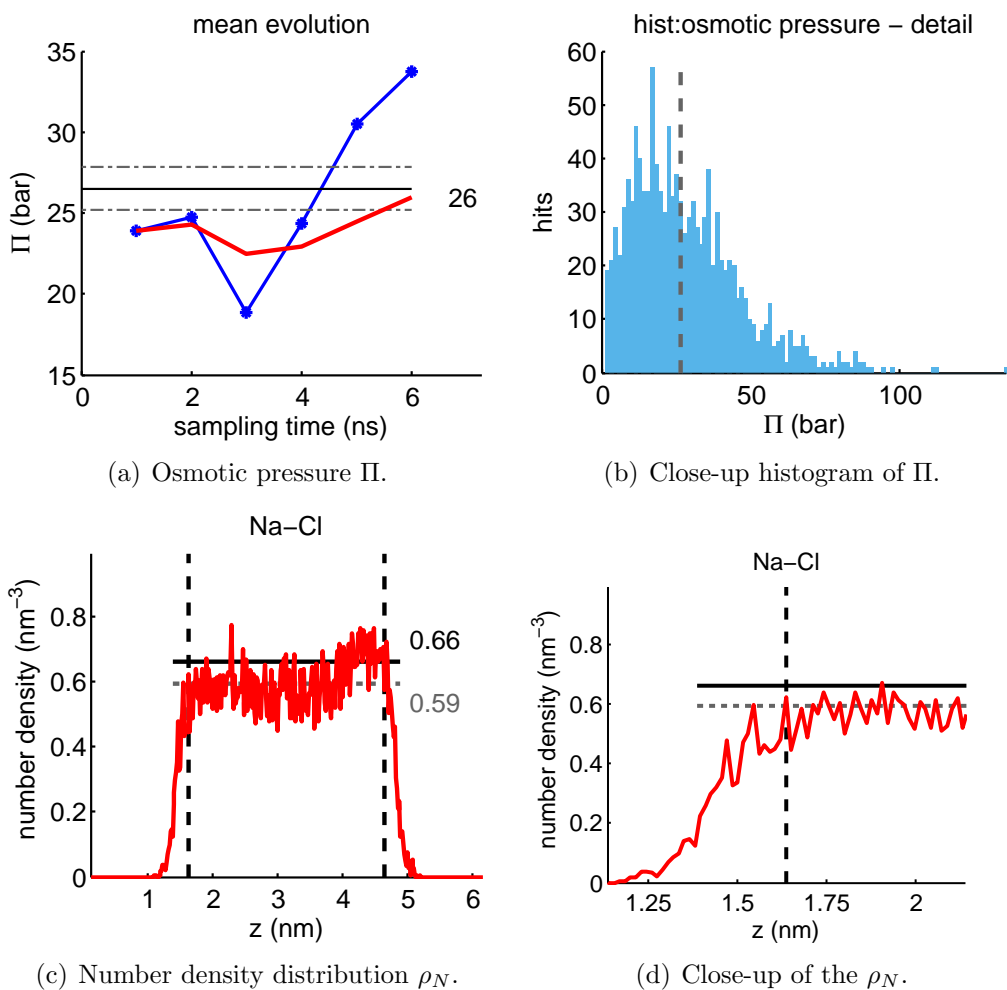 mean evolution
35
30
25
20
15
Π (bar)
26
0
2
4
6
sampling time (ns)
(a) Osmotic pressure Π.
hist:osmotic pressure − detail
60
50
40
30
20
10
0
hits
0
50
100
Π (bar)
(b) Close-up histogram of Π.
Na−Cl
0.8
0.6
0.4
0.2
0
number density (nm⁻³)
0.66
0.59
1
2
3
4
5
6
z (nm)
(c) Number density distribution ρN.
Na−Cl
0.8
0.6
0.4
0.2
0
number density (nm⁻³)
1.25
1.5
1.75
2
z (nm)
(d) Close-up of the ρN.